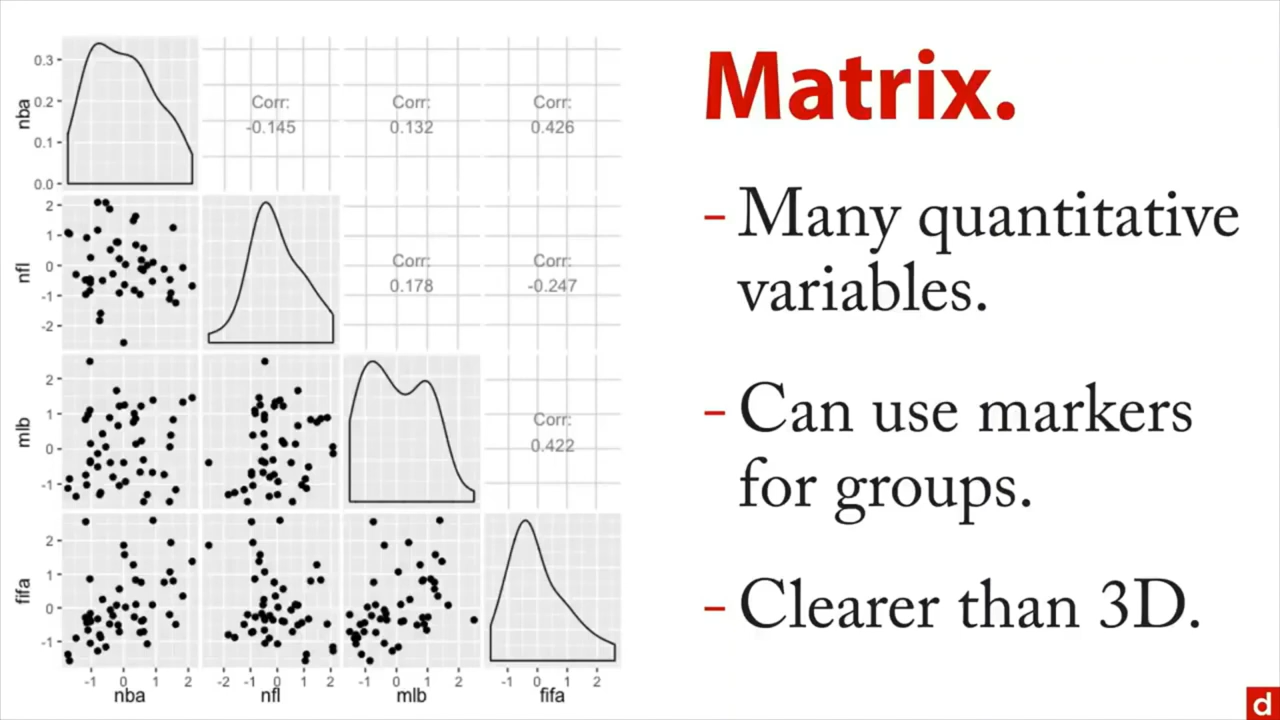 Matrix.
- Many quantitative
variables.
- Can use markers
for groups.
- Clearer than 3D.
nba
0.3
0.2
0.1
0.0
Corr:
-0.145
Corr:
0.132
Corr:
0.426
nfl
2
1
0
-1
-2
Corr:
0.178
Corr:
-0.247
mlb
2
1
0
-1
Corr:
0.422
fifa
2
1
0
-1
-1 0 1 2
-2 -1 0 1 2
-1 0 1 2
-1 0 1 2
nba nfl mlb fifa
d